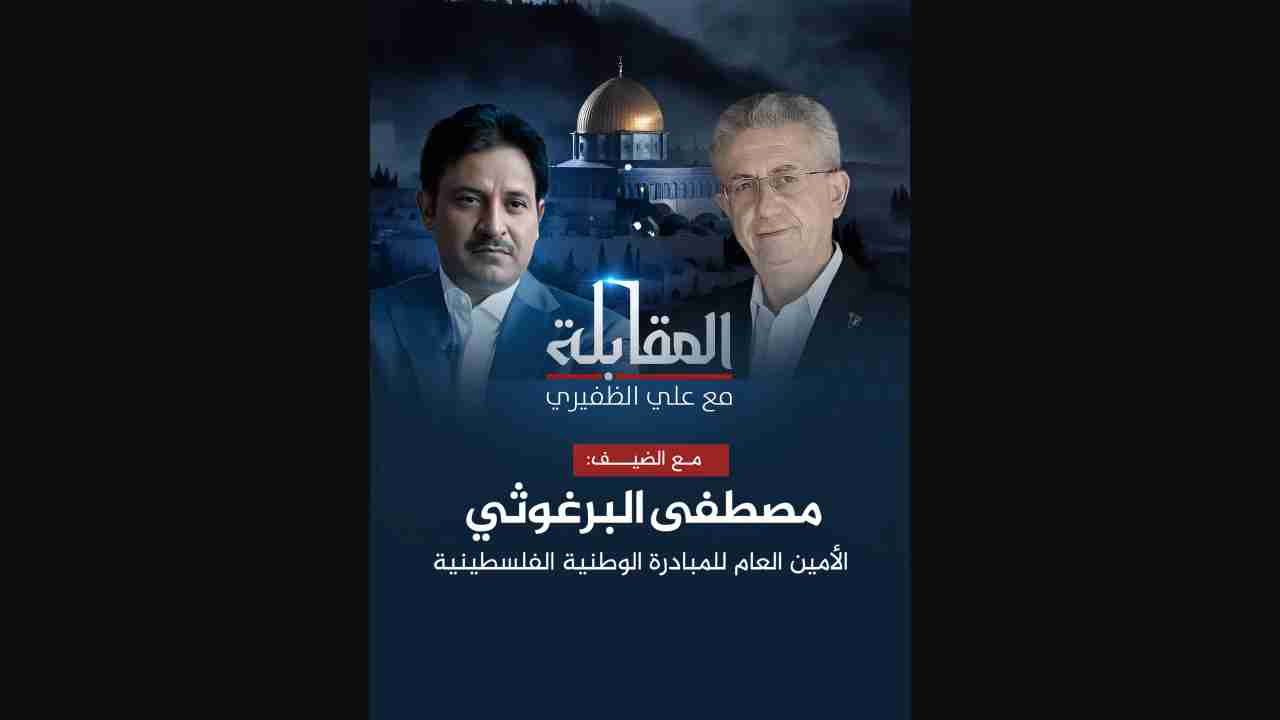 المقابلة
مع علي الظفيري
مـع الضيـــف:
مصطفى البرغوثي
الأمين العام للمبادرة الوطنية الفلسطينية